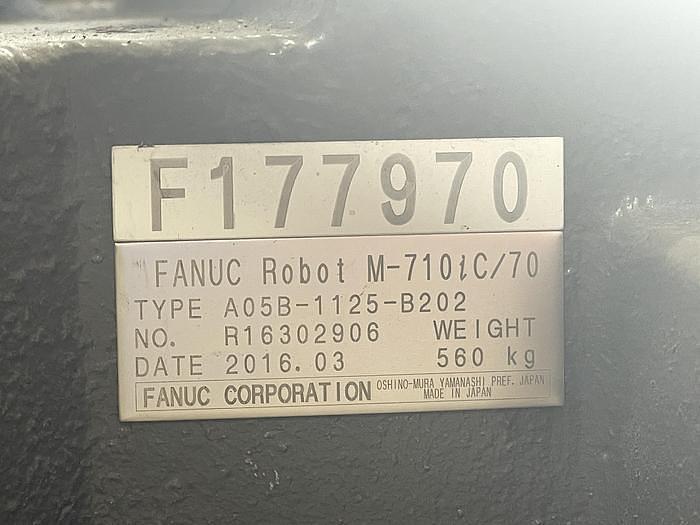 F177970
FANUC Robot M-710iC/70
TYPE A05B-1125-B202
NO. R16302906 WEIGHT
DATE 2016.03 560 kg
FANUC CORPORATION OSHINO-MURA YAMANASHI PREF. JAPAN
MADE IN JAPAN